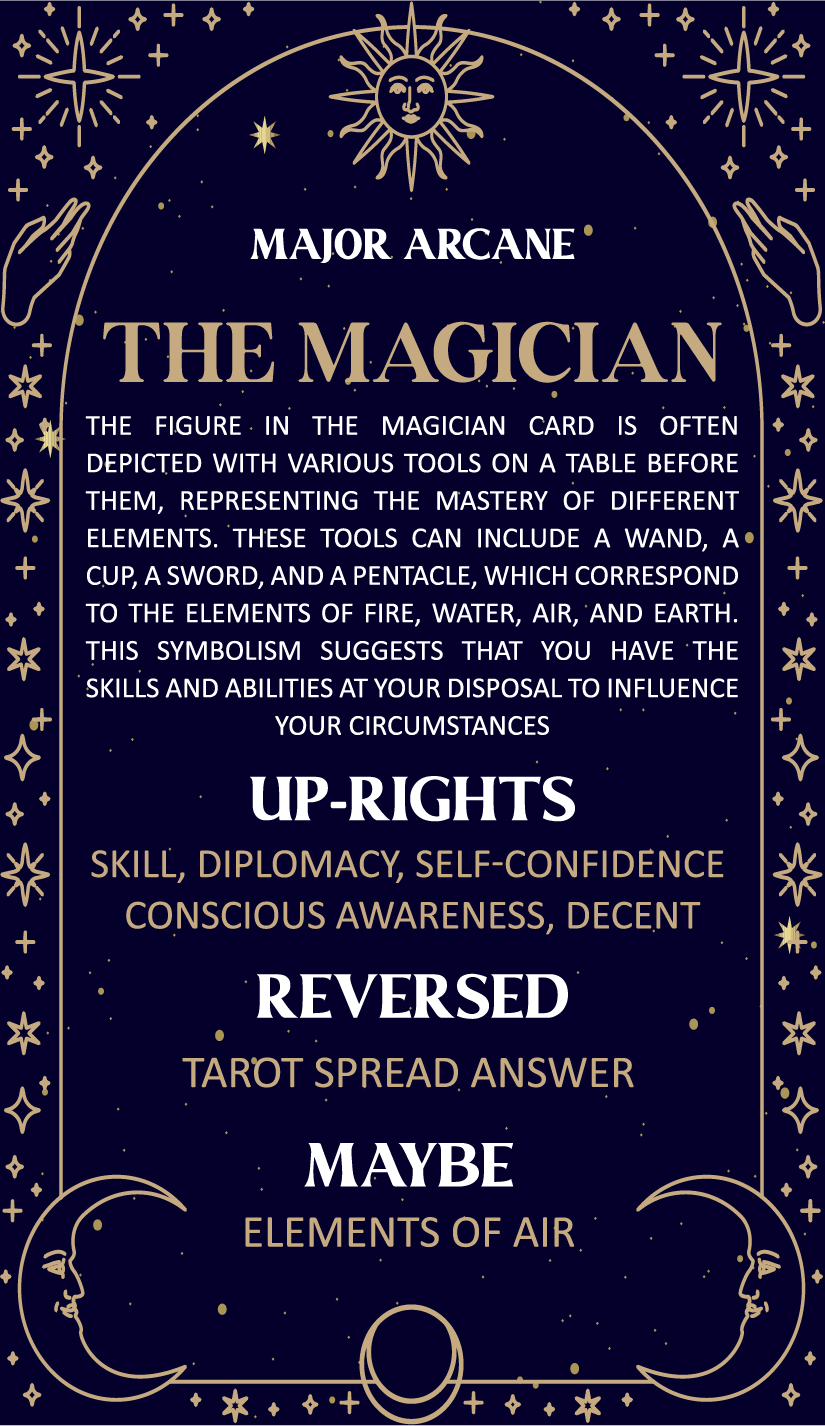 MAJOR ARCANE
THE MAGICIAN
THE FIGURE IN THE MAGICIAN CARD IS OFTEN
DEPICTED WITH VARIOUS TOOLS ON A TABLE BEFORE
THEM, REPRESENTING THE MASTERY OF DIFFERENT
ELEMENTS. THESE TOOLS CAN INCLUDE A WAND, A
CUP, A SWORD, AND A PENTACLE, WHICH CORRESPOND
TO THE ELEMENTS OF FIRE, WATER, AIR, AND EARTH.
THIS SYMBOLISM SUGGESTS THAT YOU HAVE THE
SKILLS AND ABILITIES AT YOUR DISPOSAL TO INFLUENCE
YOUR CIRCUMSTANCES
UP-RIGHTS
SKILL, DIPLOMACY, SELF-CONFIDENCE
CONSCIOUS AWARENESS, DECENT
REVERSED
TAROT SPREAD ANSWER
MAYBE
ELEMENTS OF AIR